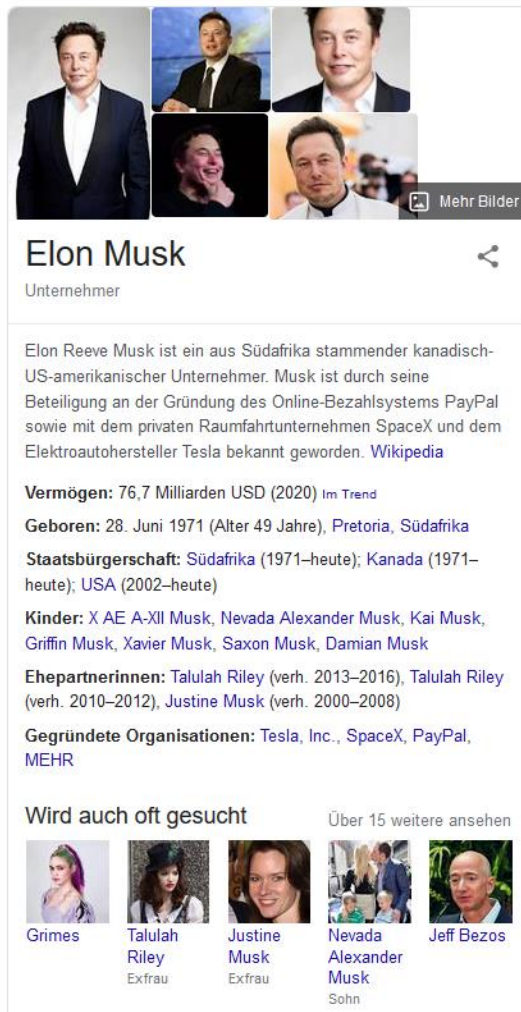 Mehr Bilder
Elon Musk
Unternehmer
Elon Reeve Musk ist ein aus Südafrika stammender kanadisch-
US-amerikanischer Unternehmer. Musk ist durch seine
Beteiligung an der Gründung des Online-Bezahlsystems PayPal
sowie mit dem privaten Raumfahrtunternehmen SpaceX und dem
Elektroautohersteller Tesla bekannt geworden. Wikipedia
Vermögen: 76,7 Milliarden USD (2020) Im Trend
Geboren: 28. Juni 1971 (Alter 49 Jahre), Pretoria, Südafrika
Staatsbürgerschaft: Südafrika (1971–heute); Kanada (1971–
heute); USA (2002–heute)
Kinder: X AE A-XII Musk, Nevada Alexander Musk, Kai Musk,
Griffin Musk, Xavier Musk, Saxon Musk, Damian Musk
Ehepartnerinnen: Talulah Riley (verh. 2013–2016), Talulah Riley
(verh. 2010–2012), Justine Musk (verh. 2000–2008)
Gegründete Organisationen: Tesla, Inc., SpaceX, PayPal,
MEHR
Wird auch oft gesucht
Über 15 weitere ansehen
Grimes
Talulah
Riley
Exfrau
Justine
Musk
Exfrau
Nevada
Alexander
Musk
Sohn
Jeff Bezos